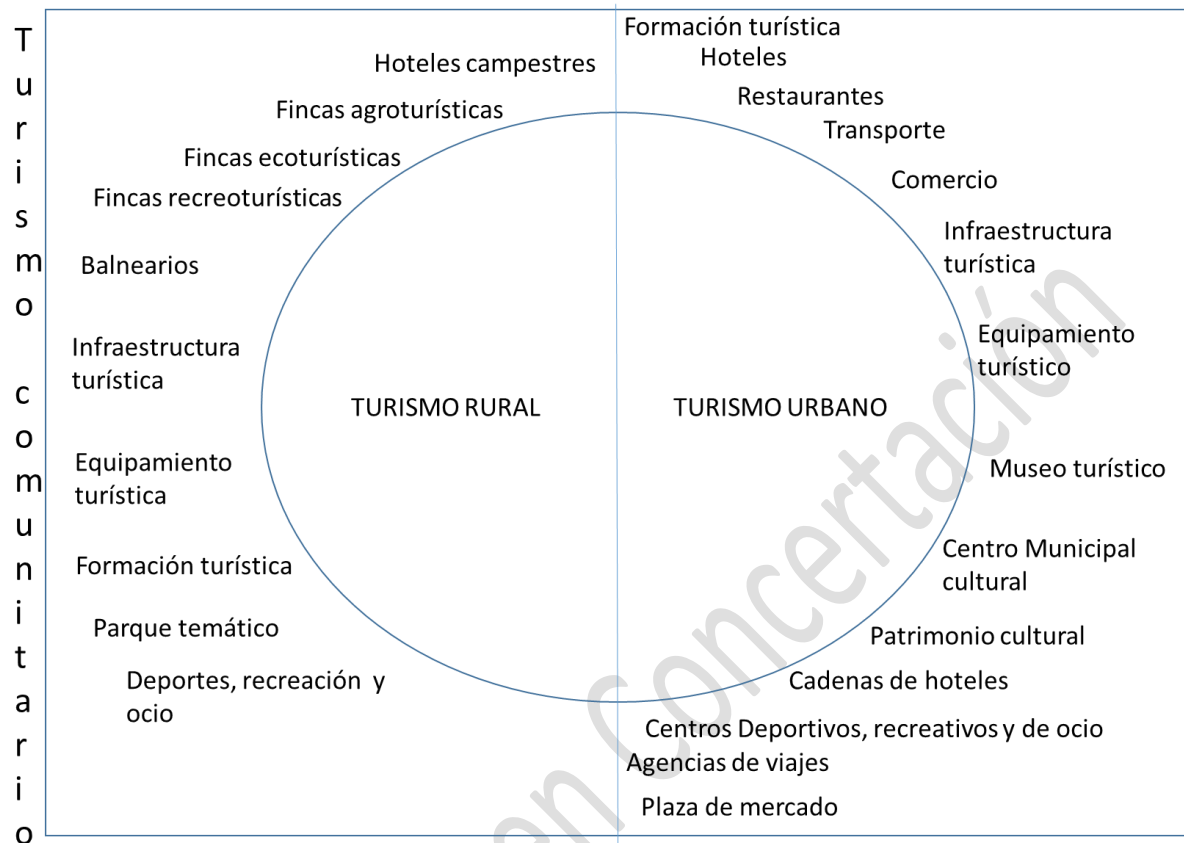 Turismo comunitario
Hoteles campestres
Fincas agroturísticas
Fincas ecoturísticas
Fincas recreoturísticas
Balnearios
Infraestructura
turística
Equipamiento
turística
Formación turística
Parque temático
Deportes, recreación y
ocio
TURISMO RURAL
TURISMO URBANO
Formación turística
Hoteles
Restaurantes
Transporte
Comercio
Infraestructura
turística
Equipamiento
turístico
Museo turístico
Centro Municipal
cultural
Patrimonio cultural
Cadenas de hoteles
Centros Deportivos, recreativos y de ocio
Agencias de viajes
Plaza de mercado
en Concertación